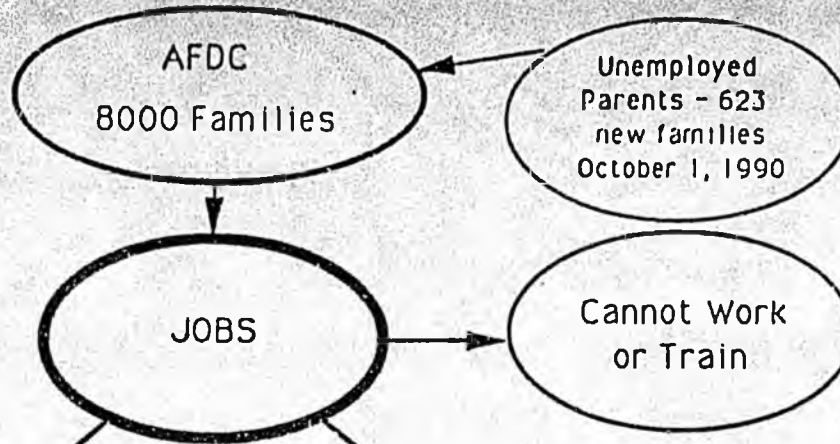 AFDC
8000 Families
Unemployed
Parents - 623
new families
October 1, 1990
JOBS
Cannot Work
or Train